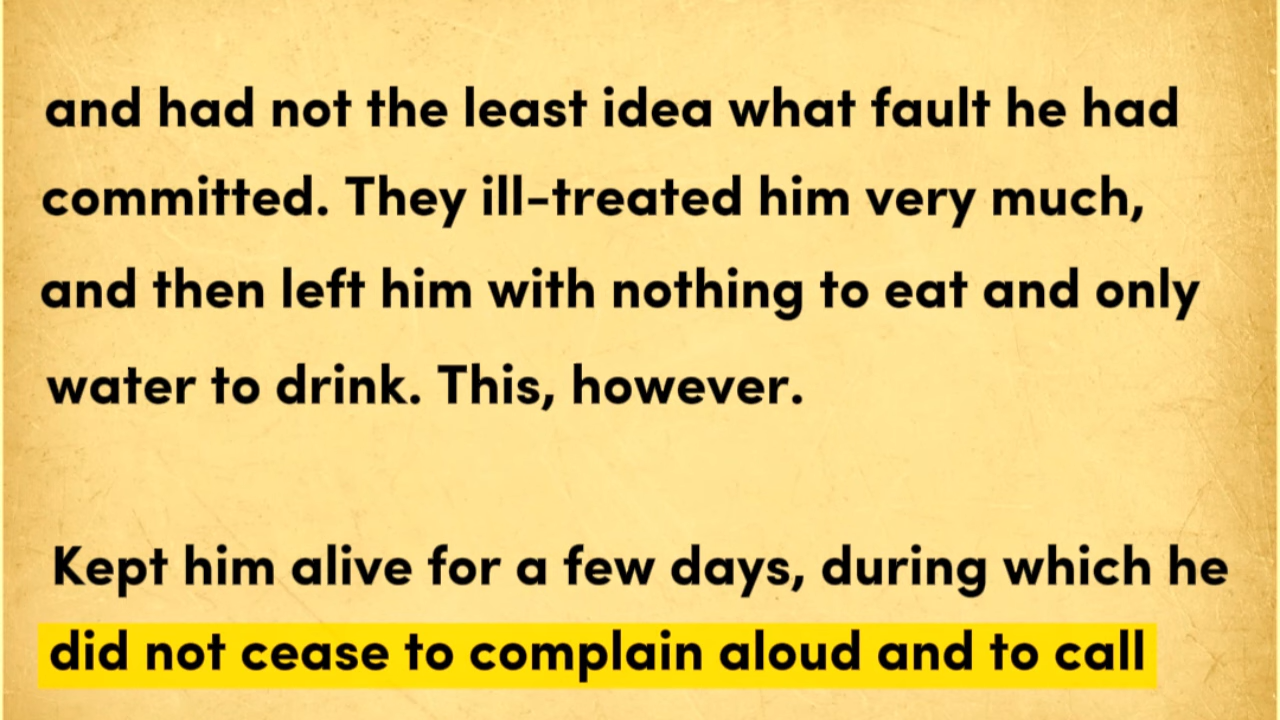 and had not the least idea what fault he had
committed. They ill-treated him very much,
and then left him with nothing to eat and only
water to drink. This, however.
Kept him alive for a few days, during which he
did not cease to complain aloud and to call